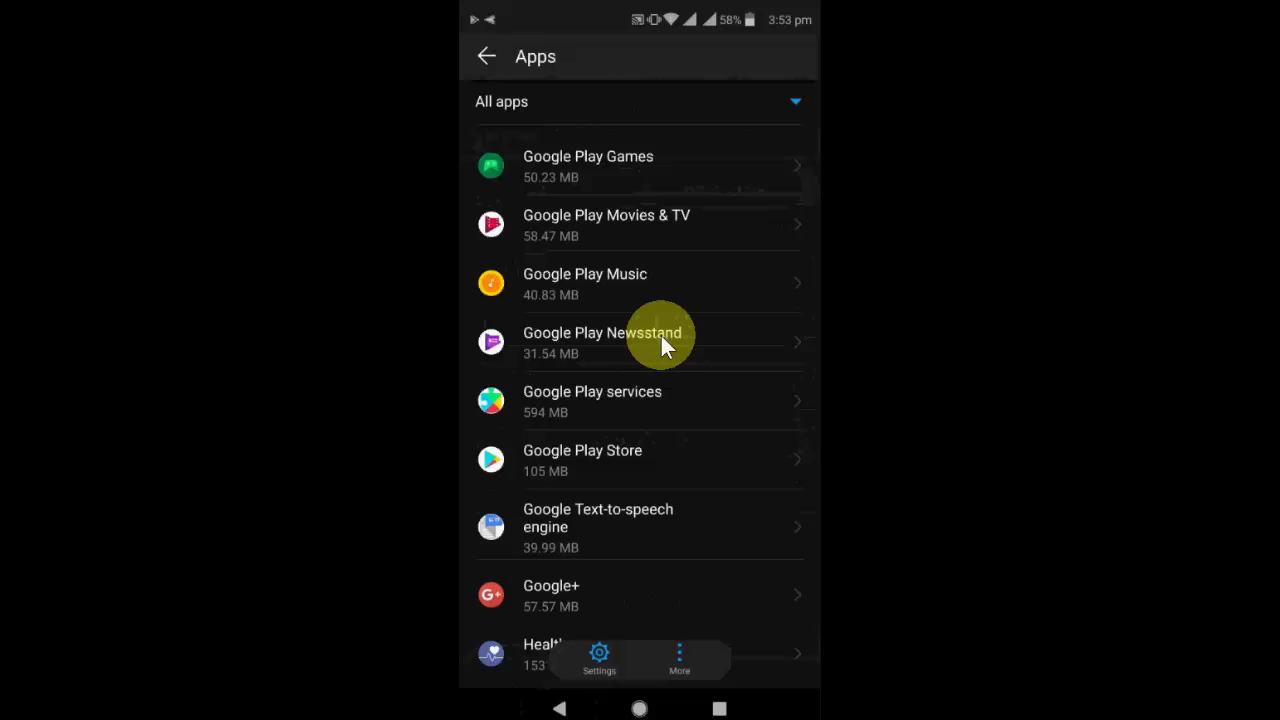 58% 3:53 pm
Apps
All apps
Google Play Games
50.23 MB
Google Play Movies & TV
58.47 MB
Google Play Music
40.83 MB
Google Play Newsstand
31.54 MB
Google Play services
594 MB
Google Play Store
105 MB
Google Text-to-speech
engine
39.99 MB
G+
Google+
57.57 MB
153
Settings
More